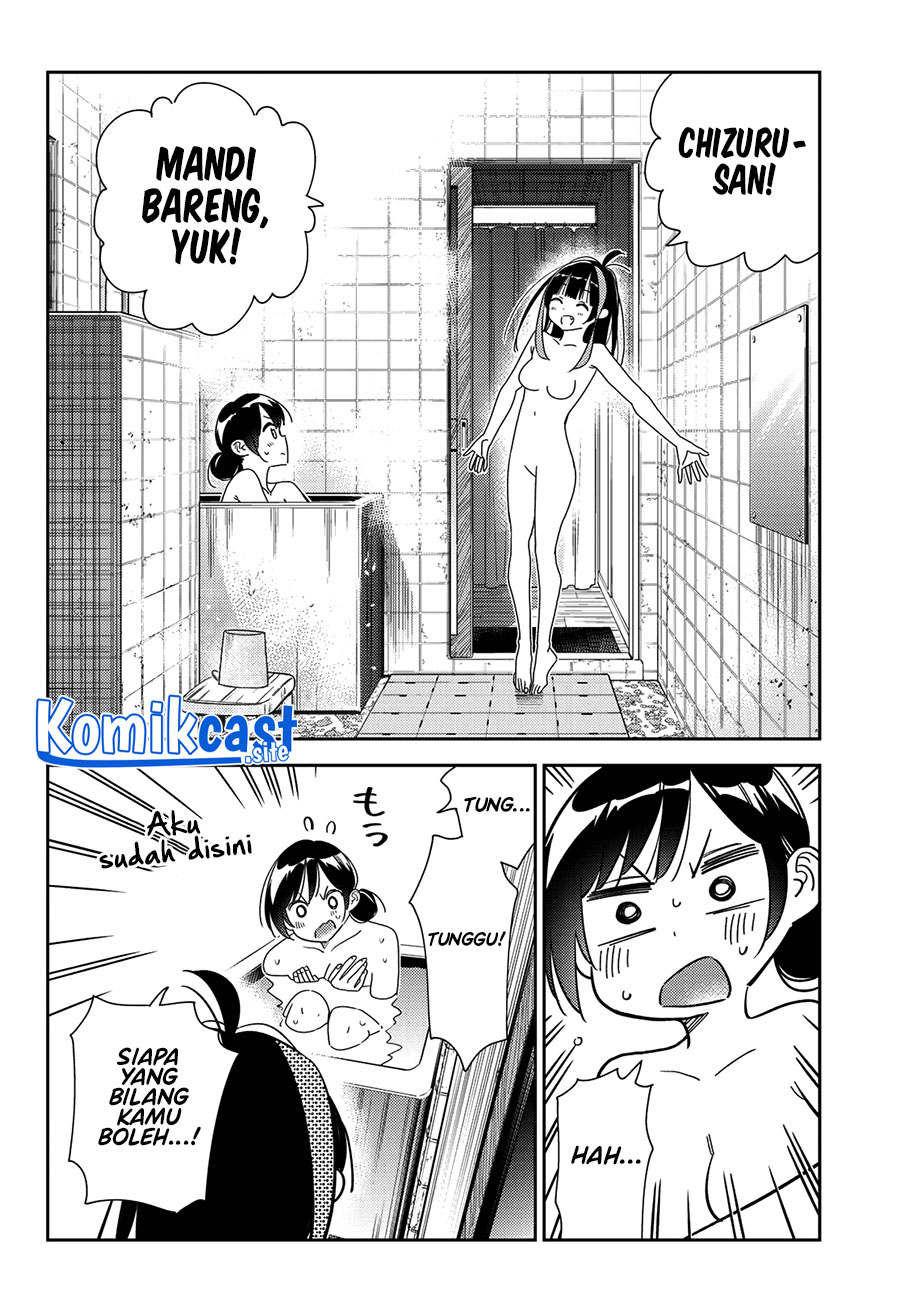 CHIZURU-
SAN!
MANDI
BARENG,
YUK!
Komikcast
.site
HAH...
TUNG...
TUNGGU!
もう
Aku
sudah disini
SIAPA
YANG
BILANG
KAMU
BOLEH...!